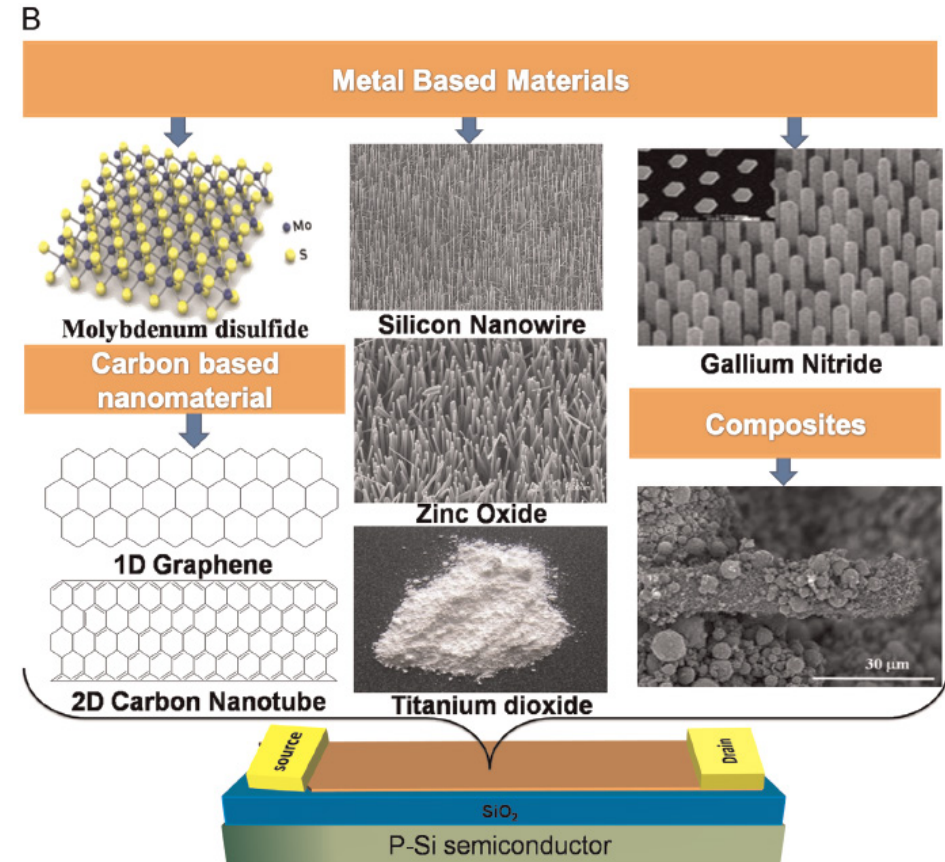 B
Metal Based Materials
Mo
S
Molybdenum disulfide
Silicon Nanowire
Gallium Nitride
Carbon based
nanomaterial
Zinc Oxide
Composites
1D Graphene
2D Carbon Nanotube
Titanium dioxide
30 μm
source
Drain
SiO₂
P-Si semiconductor